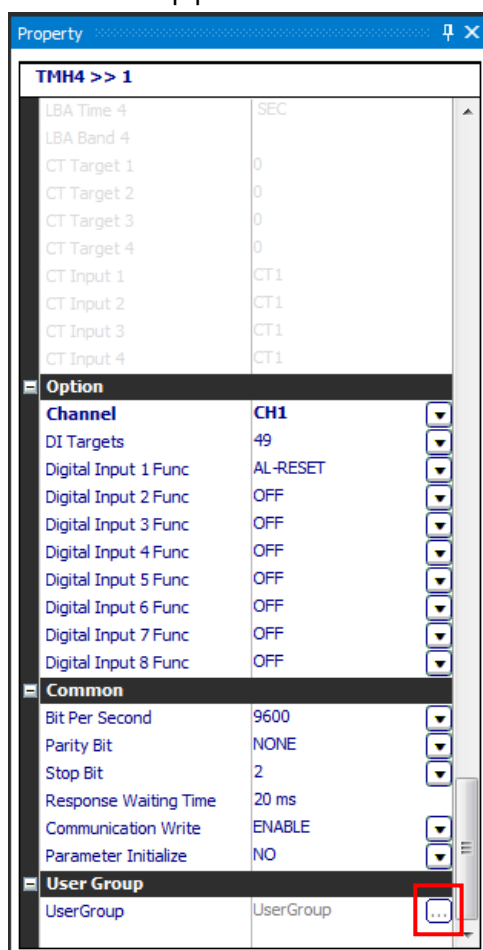 Property
TMH4 >> 1
LBA Time 4 SEC
LBA Band 4
CT Target 1 0
CT Target 2 0
CT Target 3 0
CT Target 4 0
CT Input 1 CT1
CT Input 2 CT1
CT Input 3 CT1
CT Input 4 CT1
Option
Channel CH1
DI Targets 49
Digital Input 1 Func AL-RESET
Digital Input 2 Func OFF
Digital Input 3 Func OFF
Digital Input 4 Func OFF
Digital Input 5 Func OFF
Digital Input 6 Func OFF
Digital Input 7 Func OFF
Digital Input 8 Func OFF
Common
Bit Per Second 9600
Parity Bit NONE
Stop Bit 2
Response Waiting Time 20 ms
Communication Write ENABLE
Parameter Initialize NO
User Group
UserGroup UserGroup ...